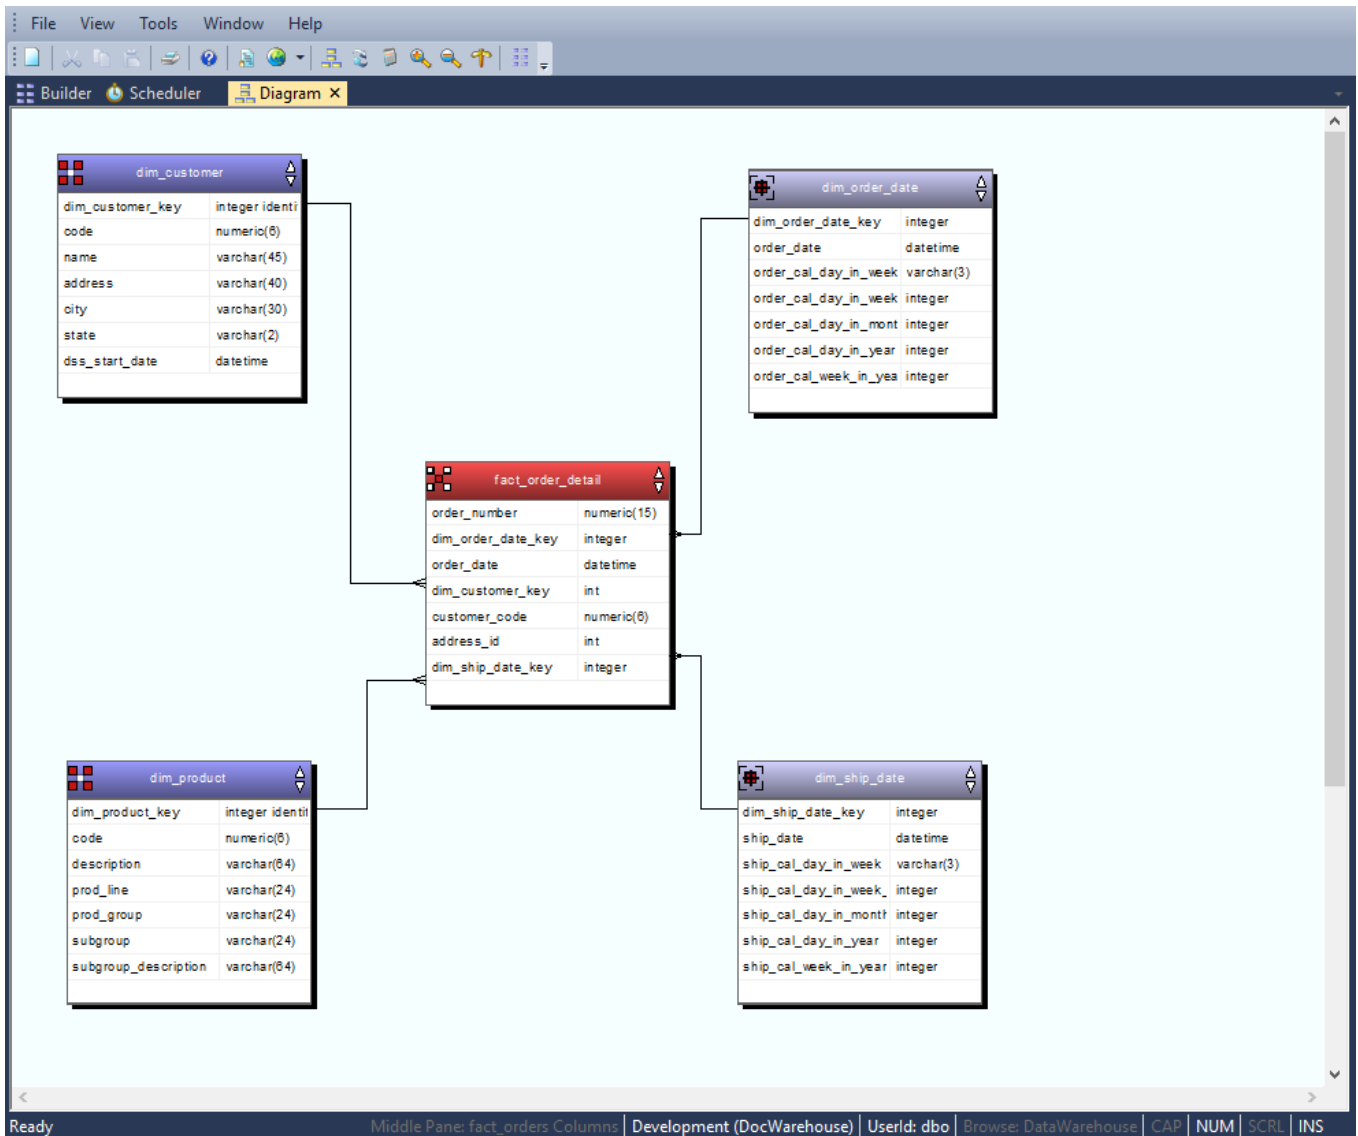 File View Tools Window Help
Builder Scheduler Diagram
dim_customer
dim_customer_key integer identi
code numeric(6)
name varchar(45)
address varchar(40)
city varchar(30)
state varchar(2)
dss_start_date datetime
dim_order_date
dim_order_date_key integer
order_date datetime
order_cal_day_in_week varchar(3)
order_cal_day_in_week integer
order_cal_day_in_mont integer
order_cal_day_in_year integer
order_cal_week_in_yea integer
fact_order_detail
order_number numeric(15)
dim_order_date_key integer
order_date datetime
dim_customer_key int
customer_code numeric(6)
address_id int
dim_ship_date_key integer
dim_product
dim_product_key integer identit
code numeric(6)
description varchar(64)
prod_line varchar(24)
prod_group varchar(24)
subgroup varchar(24)
subgroup_description varchar(64)
dim_ship_date
dim_ship_date_key integer
ship_date datetime
ship_cal_day_in_week varchar(3)
ship_cal_day_in_week_ integer
ship_cal_day_in_month integer
ship_cal_day_in_year integer
ship_cal_week_in_year integer
Ready Middle Pane: fact_orders Columns Development (DocWarehouse) UserId: dbo Browse: DataWarehouse CAP NUM SCRL INS